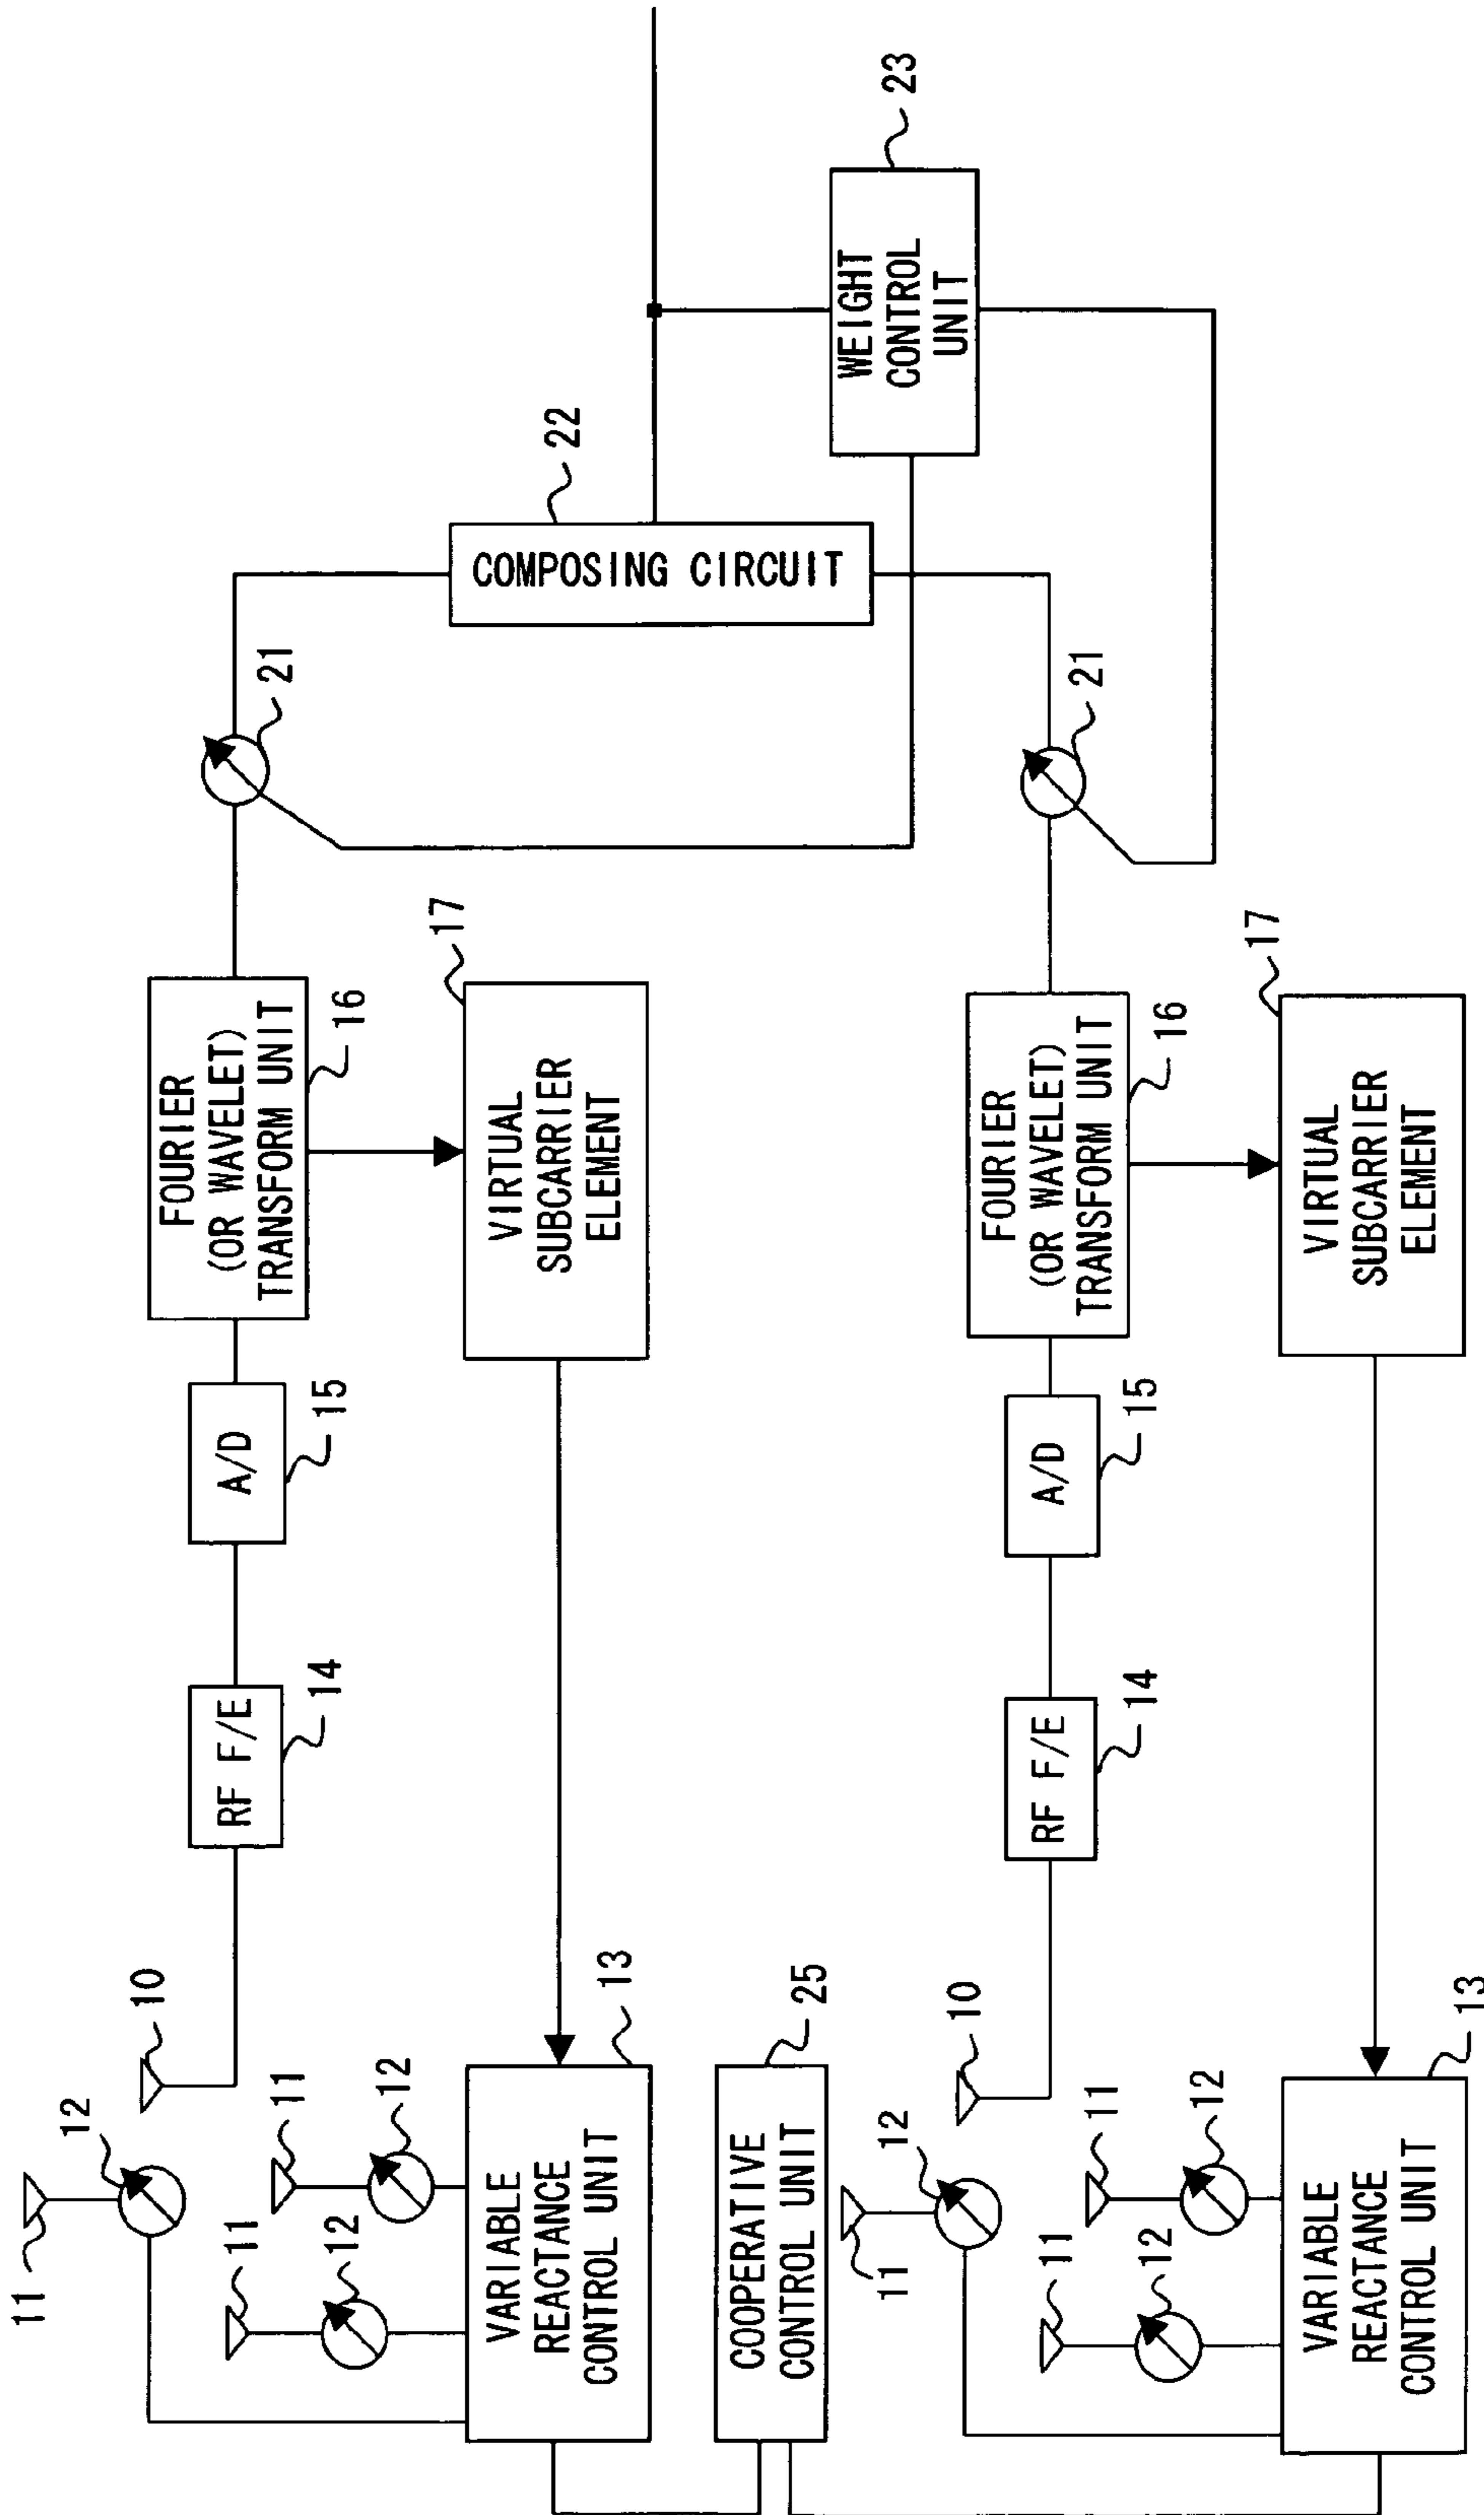 11
12
10
11
12
11
12
VARIABLE
REACTANCE
CONTROL UNIT
13
RF F/E
14
A/D
15
FOURIER
(OR WAVELET)
TRANSFORM UNIT
16
VIRTUAL
SUBCARRIER
ELEMENT
17
21
COMPOSING CIRCUIT
22
WEIGHT
CONTROL
UNIT
23
COOPERATIVE
CONTROL UNIT
25
11
12
10
11
12
11
12
VARIABLE
REACTANCE
CONTROL UNIT
13
RF F/E
14
A/D
15
FOURIER
(OR WAVELET)
TRANSFORM UNIT
16
VIRTUAL
SUBCARRIER
ELEMENT
17
21